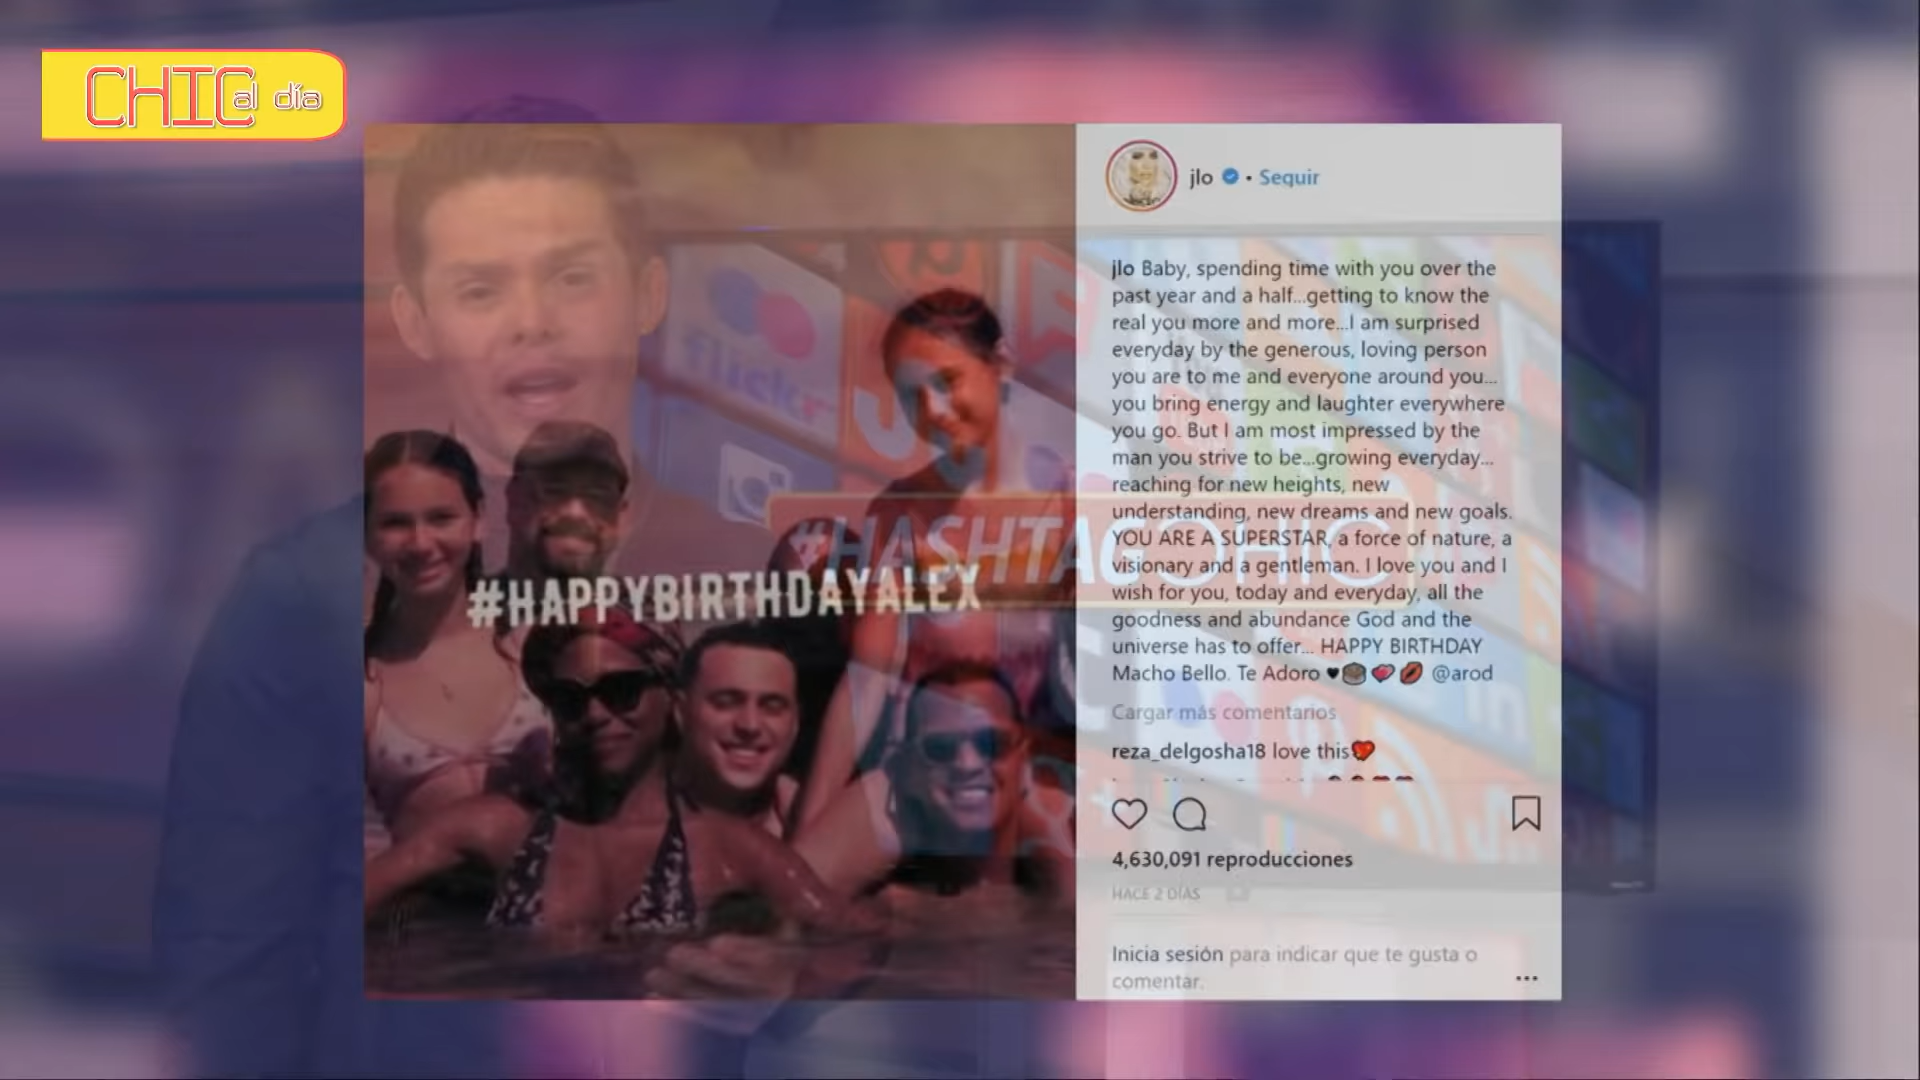 CHIC al día
jlo • Seguir
jlo Baby, spending time with you over the
past year and a half...getting to know the
real you more and more...I am surprised
everyday by the generous, loving person
you are to me and everyone around you...
you bring energy and laughter everywhere
you go. But I am most impressed by the
man you strive to be...growing everyday...
reaching for new heights, new
understanding, new dreams and new goals.
YOU ARE A SUPERSTAR, a force of nature, a
visionary and a gentleman. I love you and I
wish for you, today and everyday, all the
goodness and abundance God and the
universe has to offer... HAPPY BIRTHDAY
Macho Bello. Te Adoro ♥🎂💘💋 @arod
Cargar más comentarios
reza_delgosha18 love this
4,630,091 reproducciones
HACE 2 DÍAS
Inicia sesión para indicar que te gusta o
comentar.
...
#HAPPYBIRTHDAYALEX
#HASHTAGCHIC
flickr
in